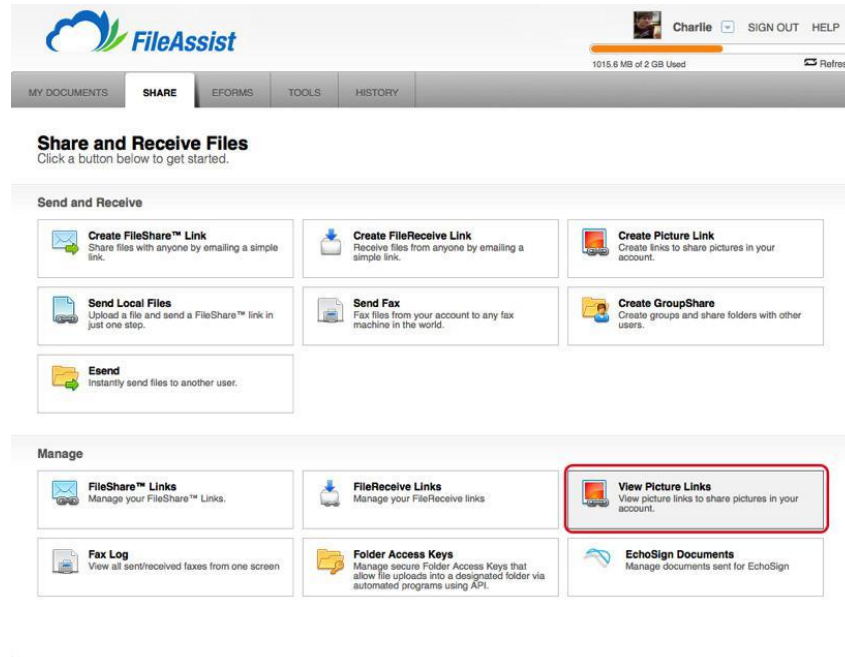 FileAssist
Charlie SIGN OUT HELP
1015.6 MB of 2 GB Used Refres
MY DOCUMENTS SHARE EFORMS TOOLS HISTORY
Share and Receive Files
Click a button below to get started.
Send and Receive
Create FileShare™ Link
Share files with anyone by emailing a simple
link.
Create FileReceive Link
Receive files from anyone by emailing a
simple link.
Create Picture Link
Create links to share pictures in your
account.
Send Local Files
Upload a file and send a FileShare™ link in
just one step.
Send Fax
Fax files from your account to any fax
machine in the world.
Create GroupShare
Create groups and share folders with other
users.
Esend
Instantly send files to another user.
Manage
FileShare™ Links
Manage your FileShare™ Links.
FileReceive Links
Manage your FileReceive links
View Picture Links
View picture links to share pictures in your
account.
Fax Log
View all sent/received faxes from one screen
Folder Access Keys
Manage secure Folder Access Keys that
allow file uploads into a designated folder via
automated programs using API.
EchoSign Documents
Manage documents sent for EchoSign